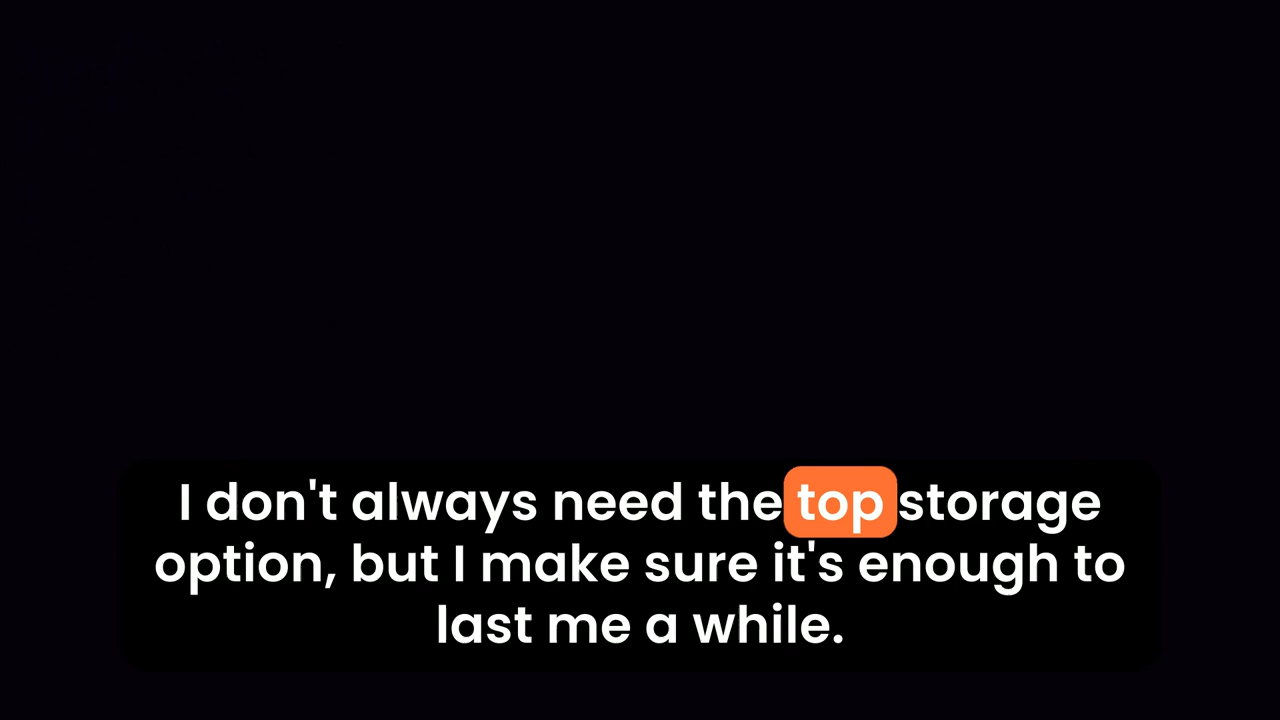 I don't always need the top storage
option, but I make sure it's enough to
last me a while.